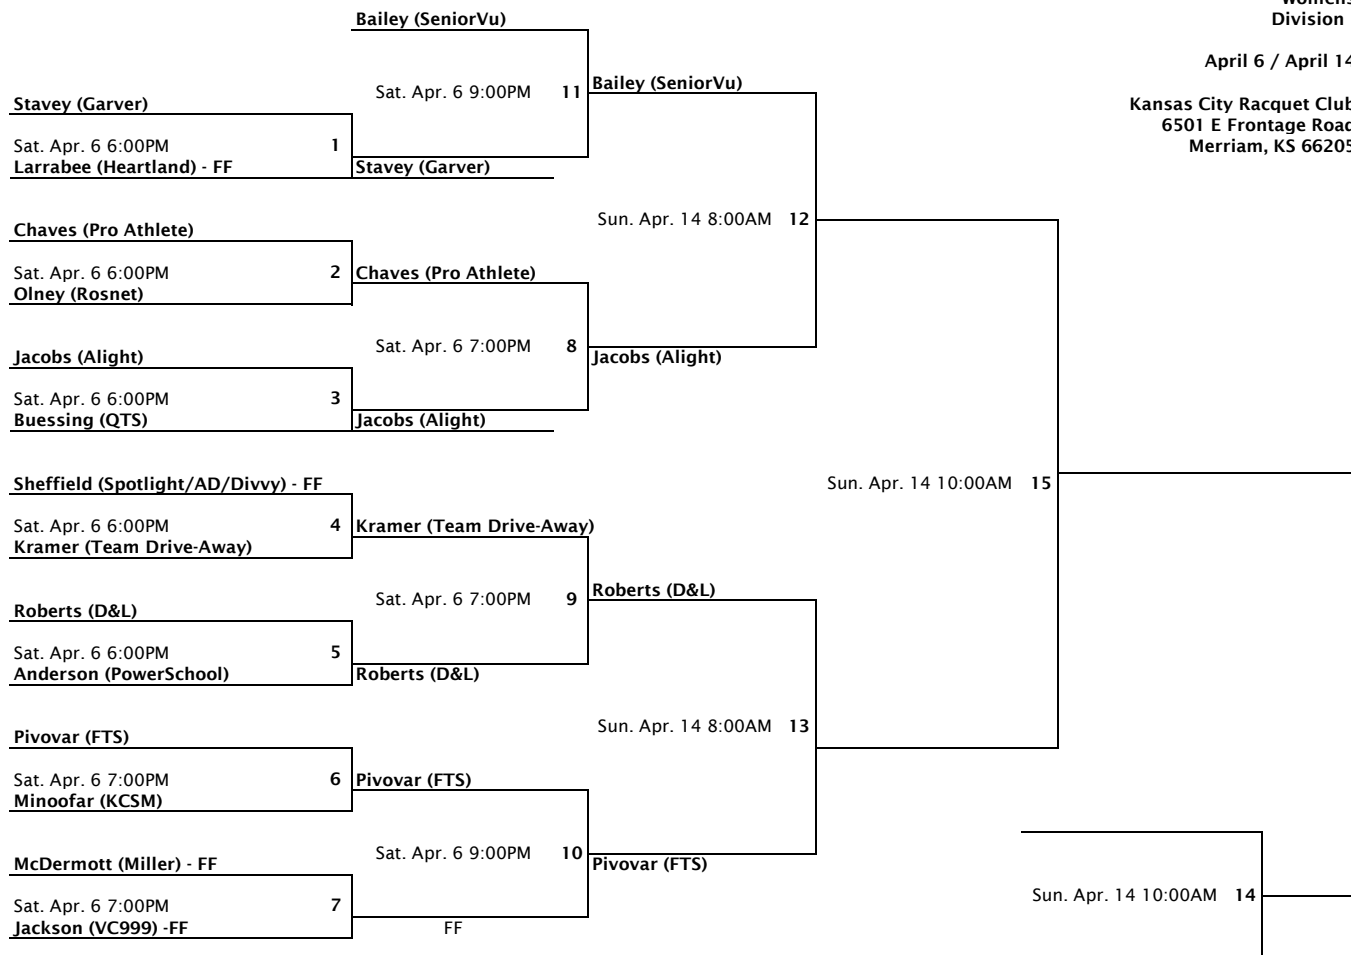 Womens
Division
April 6 / April 14
Kansas City Racquet Club
6501 E Frontage Road
Merriam, KS 66205
Bailey (SeniorVu)
Sat. Apr. 6 9:00PM 11
Bailey (SeniorVu)
Stavey (Garver)
Sat. Apr. 6 6:00PM 1
Larrabee (Heartland) - FF
Stavey (Garver)
Sun. Apr. 14 8:00AM 12
Chaves (Pro Athlete)
Sat. Apr. 6 6:00PM 2
Chaves (Pro Athlete)
Olney (Rosnet)
Sat. Apr. 6 7:00PM 8
Jacobs (Alight)
Jacobs (Alight)
Sat. Apr. 6 6:00PM 3
Buessing (QTS)
Jacobs (Alight)
Sun. Apr. 14 10:00AM 15
Sheffield (Spotlight/AD/Divvy) - FF
Sat. Apr. 6 6:00PM 4
Kramer (Team Drive-Away)
Kramer (Team Drive-Away)
Sat. Apr. 6 7:00PM 9
Roberts (D&L)
Roberts (D&L)
Sat. Apr. 6 6:00PM 5
Anderson (PowerSchool)
Roberts (D&L)
Sun. Apr. 14 8:00AM 13
Pivovar (FTS)
Sat. Apr. 6 7:00PM 6
Pivovar (FTS)
Minoofar (KCSM)
Sat. Apr. 6 9:00PM 10
Pivovar (FTS)
McDermott (Miller) - FF
Sat. Apr. 6 7:00PM 7
Jackson (VC999) -FF
FF
Sun. Apr. 14 10:00AM 14